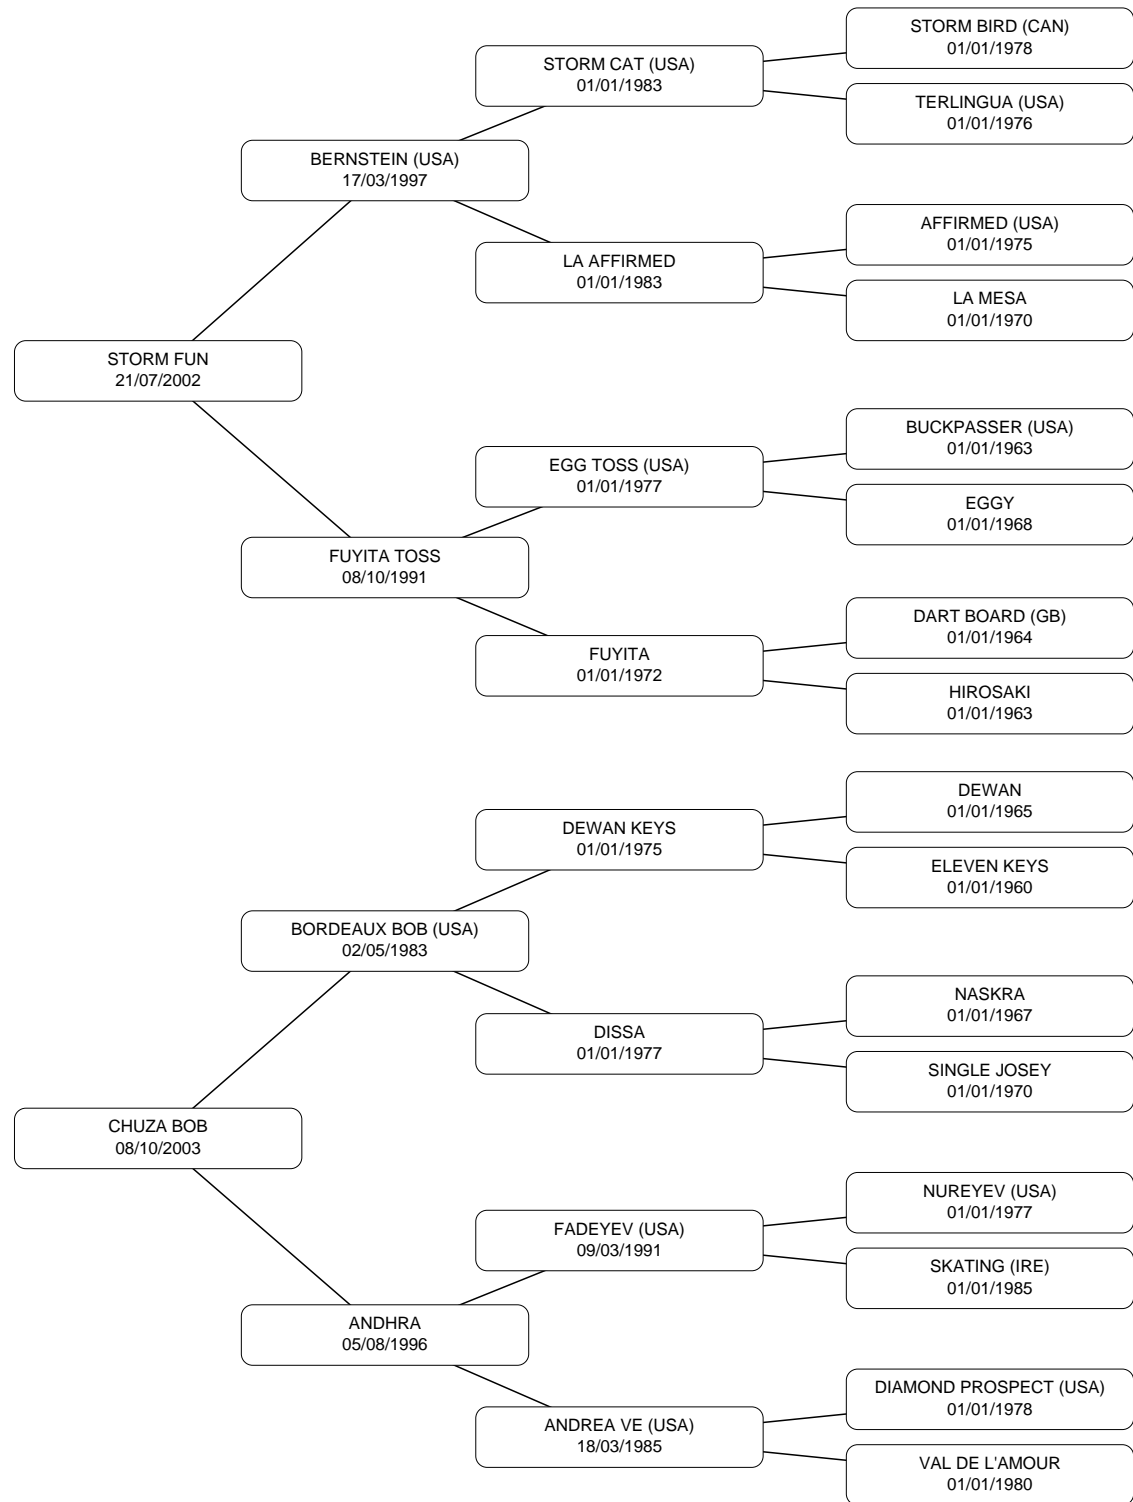 STORM BIRD (CAN)
01/01/1978
STORM CAT (USA)
01/01/1983
TERLINGUA (USA)
01/01/1976
BERNSTEIN (USA)
17/03/1997
AFFIRMED (USA)
01/01/1975
LA AFFIRMED
01/01/1983
LA MESA
01/01/1970
STORM FUN
21/07/2002
BUCKPASSER (USA)
01/01/1963
EGG TOSS (USA)
01/01/1977
EGGY
01/01/1968
FUYITA TOSS
08/10/1991
DART BOARD (GB)
01/01/1964
FUYITA
01/01/1972
HIROSAKI
01/01/1963
DEWAN
01/01/1965
DEWAN KEYS
01/01/1975
ELEVEN KEYS
01/01/1960
BORDEAUX BOB (USA)
02/05/1983
NASKRA
01/01/1967
DISSA
01/01/1977
SINGLE JOSEY
01/01/1970
CHUZA BOB
08/10/2003
NUREYEV (USA)
01/01/1977
FADEYEV (USA)
09/03/1991
SKATING (IRE)
01/01/1985
ANDHRA
05/08/1996
DIAMOND PROSPECT (USA)
01/01/1978
ANDREA VE (USA)
18/03/1985
VAL DE L'AMOUR
01/01/1980